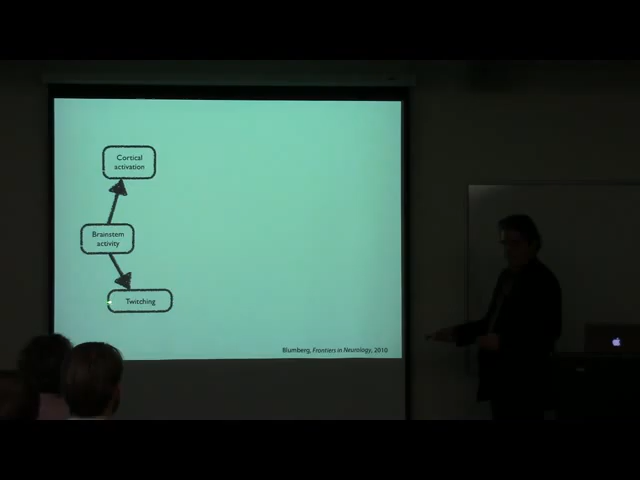 Cortical
activation
Brainstem
activity
Twitching
Blumberg, Frontiers in Neurology, 2010